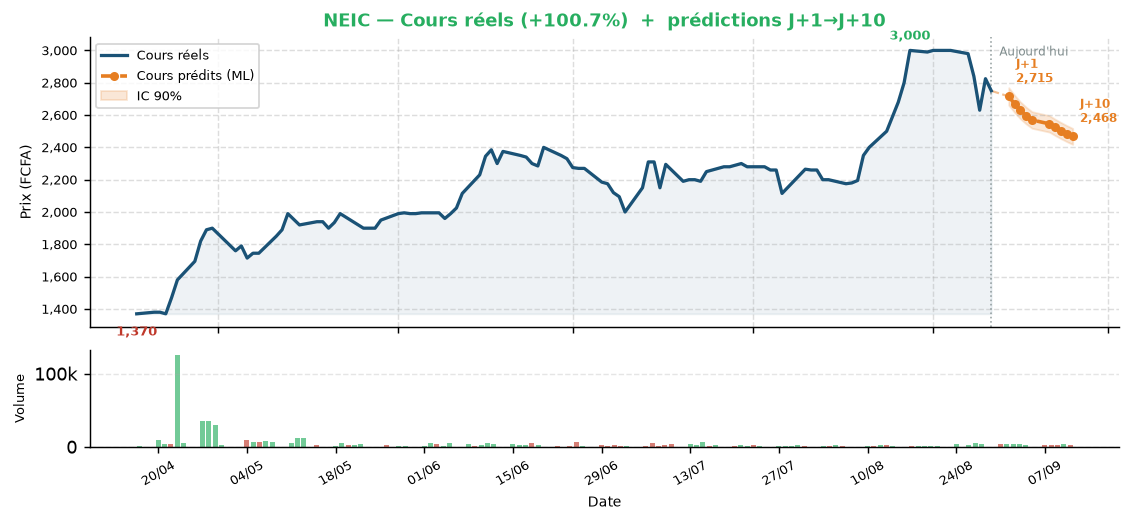 NEIC — Cours réels (+100.7%)  +  prédictions J+1→J+10
3,000
Aujourd'hui
Cours réels
Cours prédits (ML)
IC 90%
J+1
2,715
J+10
2,468
Prix (FCFA)
3,000
2,800
2,600
2,400
2,200
2,000
1,800
1,600
1,400
1,370
Volume
100k
0
20/04
04/05
18/05
01/06
15/06
29/06
13/07
27/07
10/08
24/08
07/09
Date